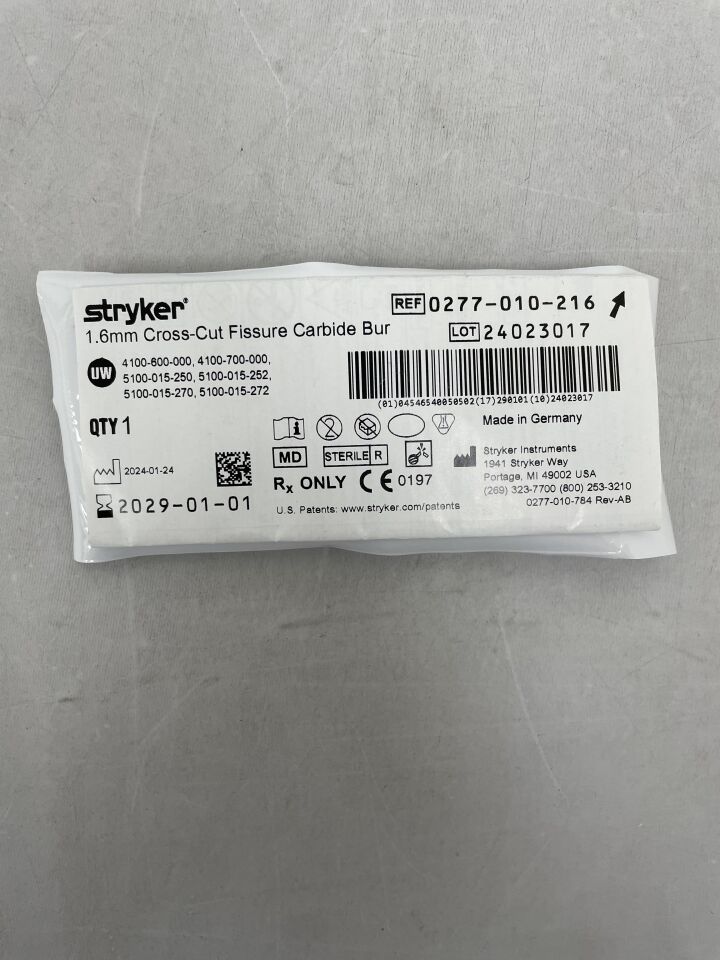 stryker®
REF 0277-010-216
1.6mm Cross-Cut Fissure Carbide Bur
LOT 24023017
UW
4100-600-000, 4100-700-000,
5100-015-250, 5100-015-252,
5100-015-270, 5100-015-272
(01)04546540050502(17)290101(10)24023017
QTY 1
i
2
Made in Germany
2024-01-24
MD
STERILE R
Stryker Instruments
1941 Stryker Way
Portage, MI 49002 USA
(269) 323-7700 (800) 253-3210
0277-010-784 Rev-AB
2029-01-01
Rx ONLY CE 0197
U.S. Patents: www.stryker.com/patents